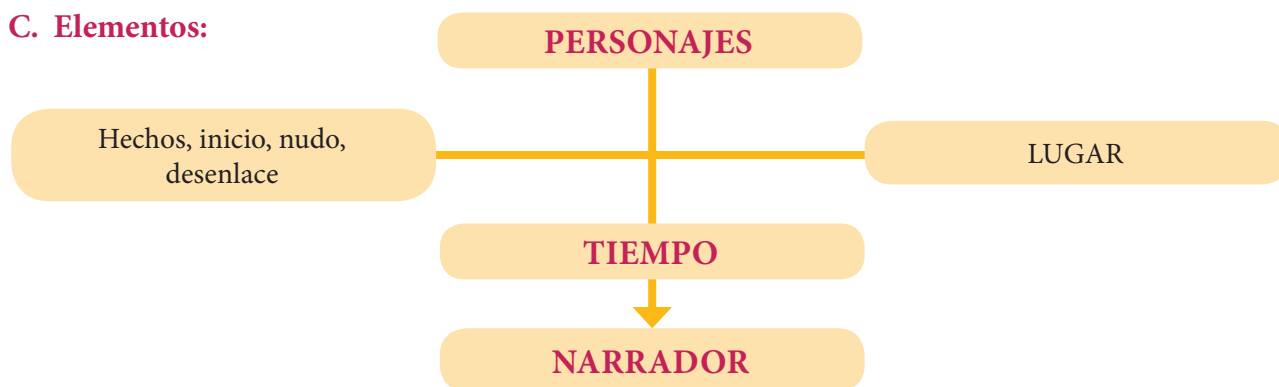 C. Elementos:
PERSONAJES
Hechos, inicio, nudo,
desenlace
LUGAR
TIEMPO
NARRADOR